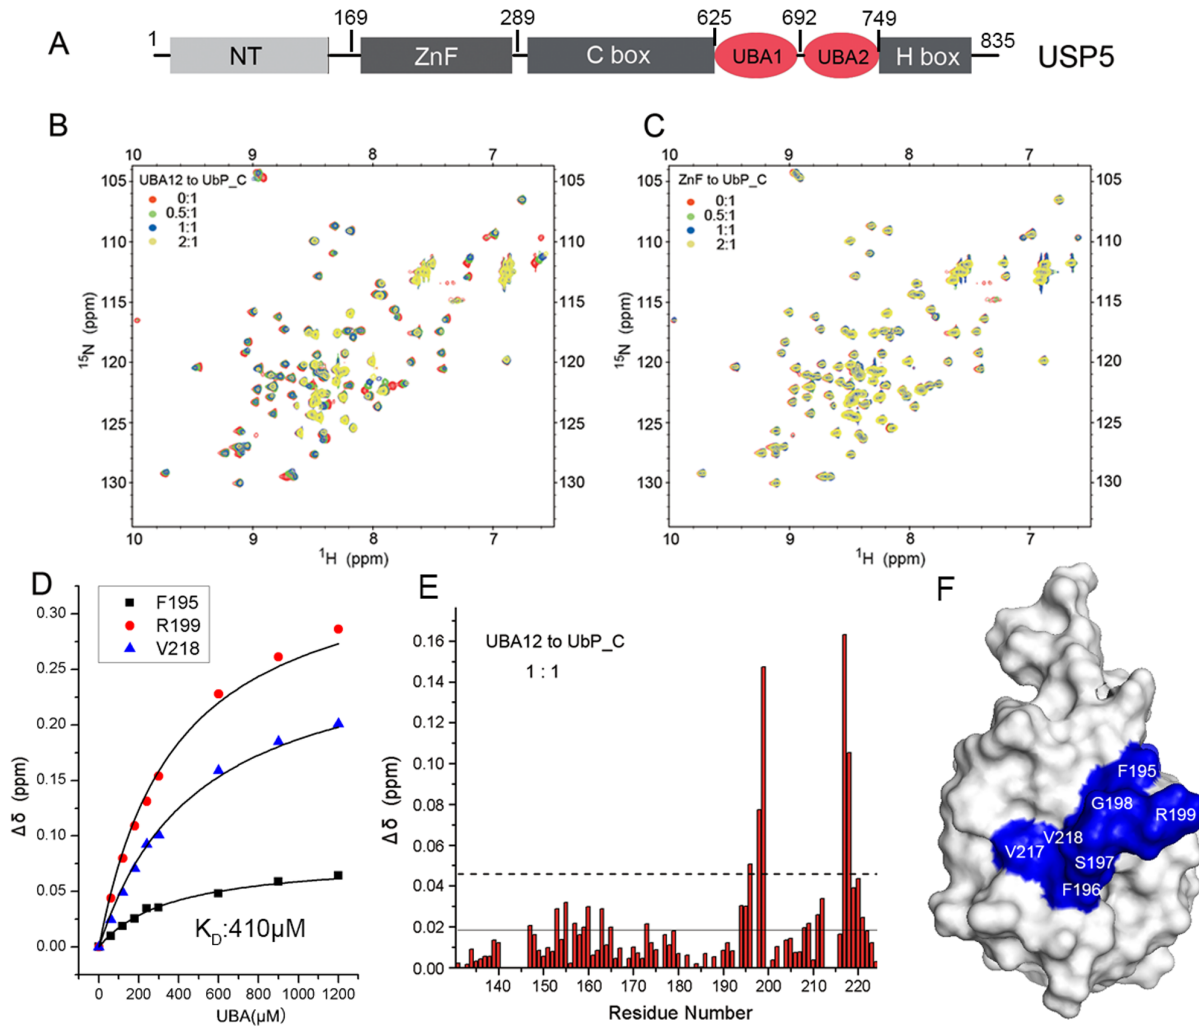 A
1
169
289
625
692
749
835
NT
ZnF
C box
UBA1
UBA2
H box
USP5
B
10
9
8
7
UBA12 to UbP_C
0:1
0.5:1
1:1
2:1
105
110
115
120
125
130
105
110
115
120
125
130
15N (ppm)
10
9
8
7
1H (ppm)
C
10
9
8
7
ZnF to UbP_C
0:1
0.5:1
1:1
2:1
105
110
115
120
125
130
105
110
115
120
125
130
15N (ppm)
10
9
8
7
1H (ppm)
D
F195
R199
V218
0.30
0.25
0.20
0.15
0.10
0.05
0.00
Δδ (ppm)
KD:410µM
0 200 400 600 800 1000 1200
UBA(µM)
E
UBA12 to UbP_C
1 : 1
0.16
0.14
0.12
0.10
0.08
0.06
0.04
0.02
0.00
Δδ (ppm)
140 150 160 170 180 190 200 210 220
Residue Number
F
F195
G198
R199
V218
V217
S197
F196